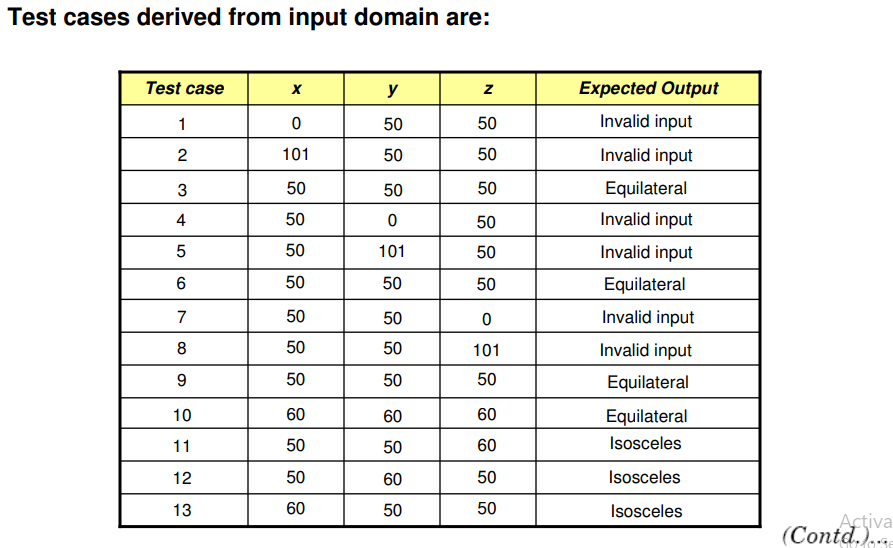 Test cases derived from input domain are:
Test case x y z Expected Output
1 0 50 50 Invalid input
2 101 50 50 Invalid input
3 50 50 50 Equilateral
4 50 0 50 Invalid input
5 50 101 50 Invalid input
6 50 50 50 Equilateral
7 50 50 0 Invalid input
8 50 50 101 Invalid input
9 50 50 50 Equilateral
10 60 60 60 Equilateral
11 50 50 60 Isosceles
12 50 60 50 Isosceles
13 60 50 50 Isosceles
Activa
(Contd.)...